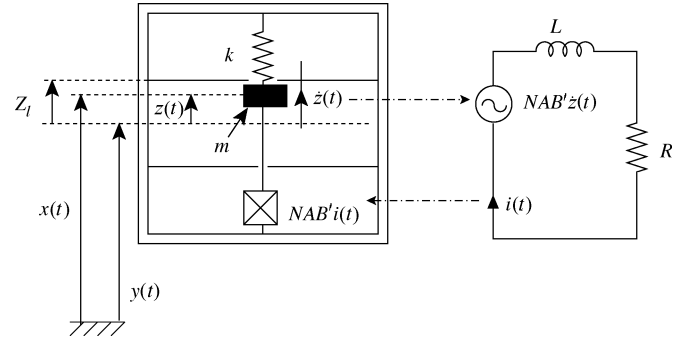 k
Z_l
z(t)
ż(t)
m
x(t)
NAB'i(t)
y(t)
L
NAB'ż(t)
R
i(t)